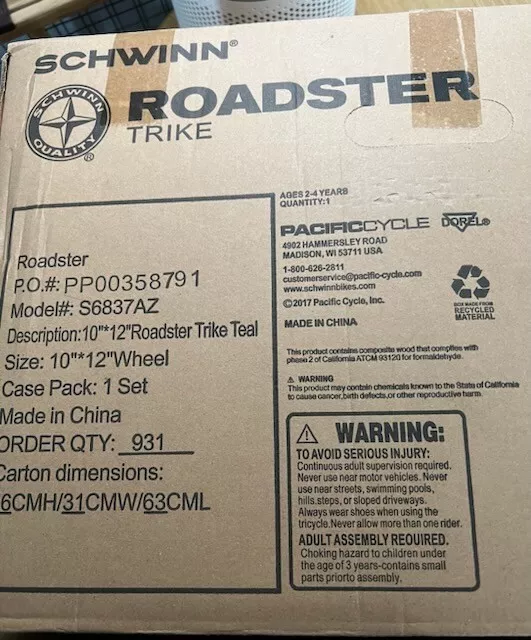 SCHWINN®
SCHWINN
QUALITY
®
ROADSTER
TRIKE
AGES 2-4 YEARS
QUANTITY:1
PACIFICCYCLE DOREL®
4902 HAMMERSLEY ROAD
MADISON, WI 53711 USA
1-800-626-2811
customerservice@pacific-cycle.com
www.schwinnbikes.com
©2017 Pacific Cycle, Inc.
MADE IN CHINA
BOX MADE FROM
RECYCLED
MATERIAL
This product contains composite wood that complies with
phase 2 of California ATCM 93120 for formaldehyde.
WARNING
This product may contain chemicals known to the State of California
to cause cancer,birth defects,or other reproductive harm.
Roadster
P.O.#: PP00358791
Model#: S6837AZ
Description:10"*12"Roadster Trike Teal
Size: 10"*12"Wheel
Case Pack: 1 Set
Made in China
ORDER QTY: 931
Carton dimensions:
6CMH/31CMW/63CML
WARNING:
TO AVOID SERIOUS INJURY:
Continuous adult supervision required.
Never use near motor vehicles. Never
use near streets, swimming pools,
hills.steps, or sloped driveways.
Always wear shoes when using the
tricycle.Never allow more than one rider.
ADULT ASSEMBLY REQUIRED.
Choking hazard to children under
the age of 3 years-contains small
parts priorto assembly.